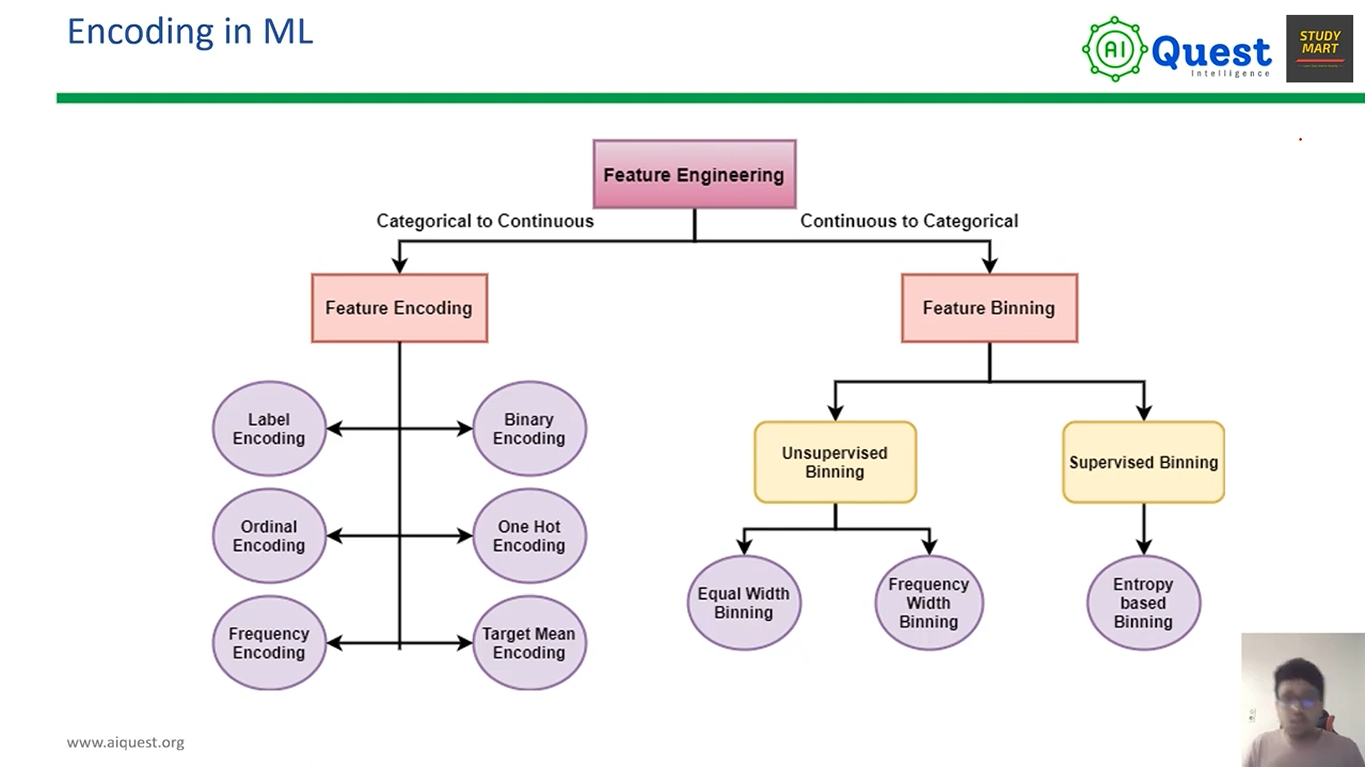 Encoding in ML
AI Quest
Intelligence
STUDY
MART
Feature Engineering
Categorical to Continuous
Continuous to Categorical
Feature Encoding
Feature Binning
Label
Encoding
Binary
Encoding
Ordinal
Encoding
One Hot
Encoding
Frequency
Encoding
Target Mean
Encoding
Unsupervised
Binning
Supervised Binning
Equal Width
Binning
Frequency
Width
Binning
Entropy
based
Binning
www.aiquest.org